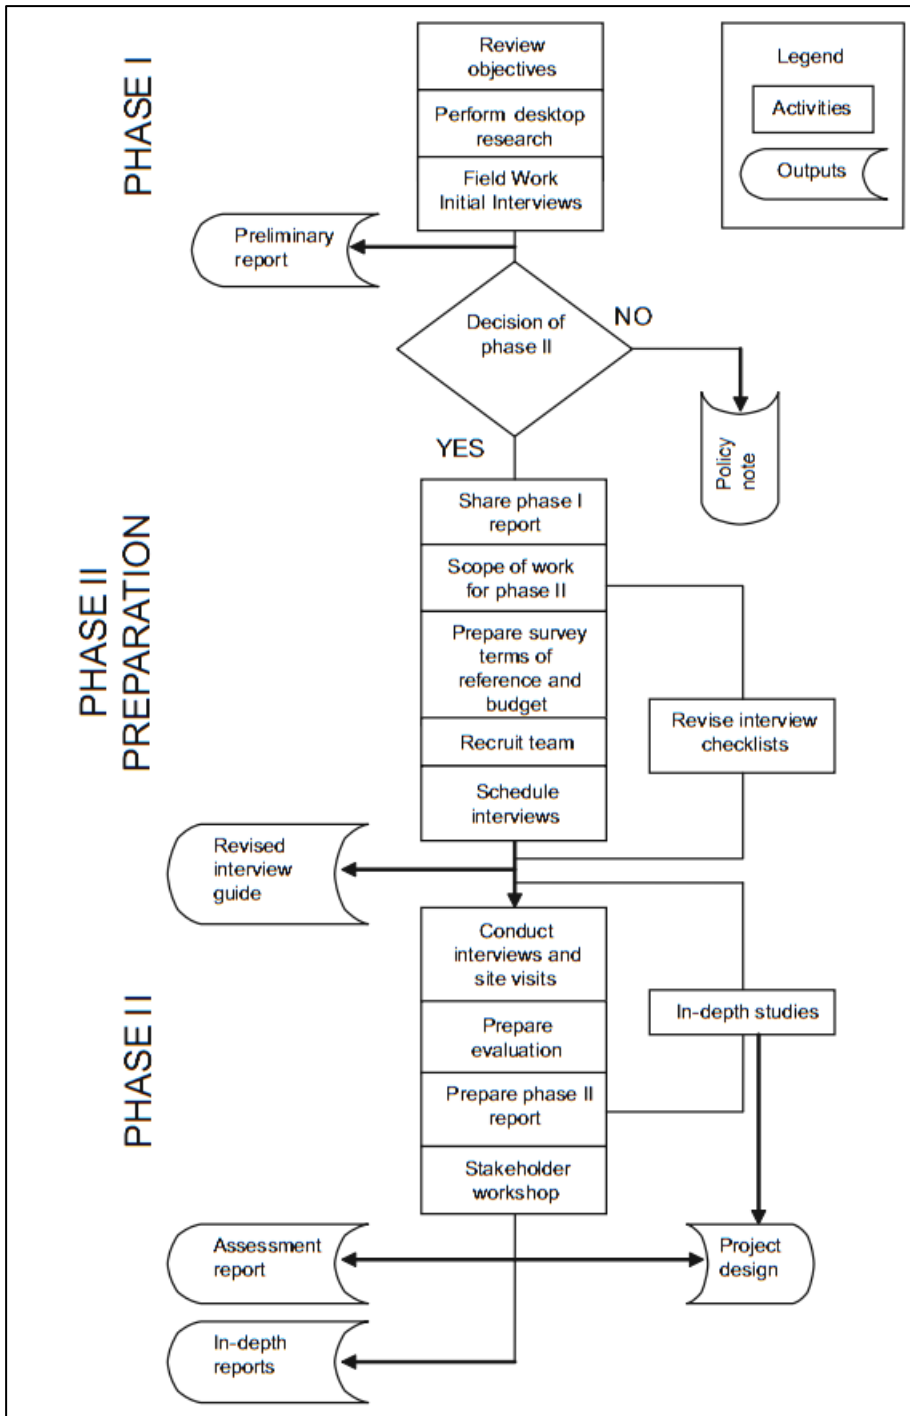 PHASE I
Review
objectives
Perform desktop
research
Field Work
Initial Interviews
Legend
Activities
Outputs
Preliminary
report
Decision of
phase II
NO
YES
Policy
note
PHASE II
PREPARATION
Share phase I
report
Scope of work
for phase II
Prepare survey
terms of
reference and
budget
Recruit team
Schedule
interviews
Revise interview
checklists
Revised
interview
guide
PHASE II
Conduct
interviews and
site visits
Prepare
evaluation
Prepare phase II
report
Stakeholder
workshop
In-depth studies
Assessment
report
Project
design
In-depth
reports